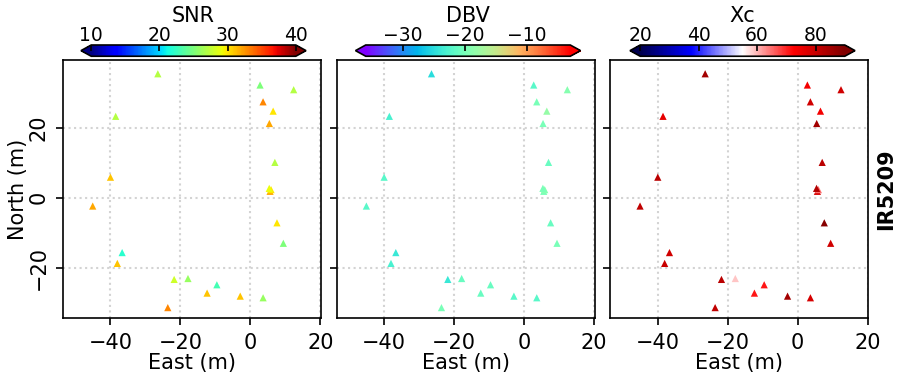 SNR DBV Xc
10 20 30 40 −30 −20 −10 20 40 60 80
North (m)
20
0
−20
IR5209
−40 −20 0 20 −40 −20 0 20 −40 −20 0 20
East (m) East (m) East (m)